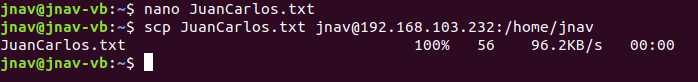 jnav@jnav-vb:~$ nano JuanCarlos.txt
jnav@jnav-vb:~$ scp JuanCarlos.txt jnav@192.168.103.232:/home/jnav
JuanCarlos.txt 100% 56 96.2KB/s 00:00
jnav@jnav-vb:~$